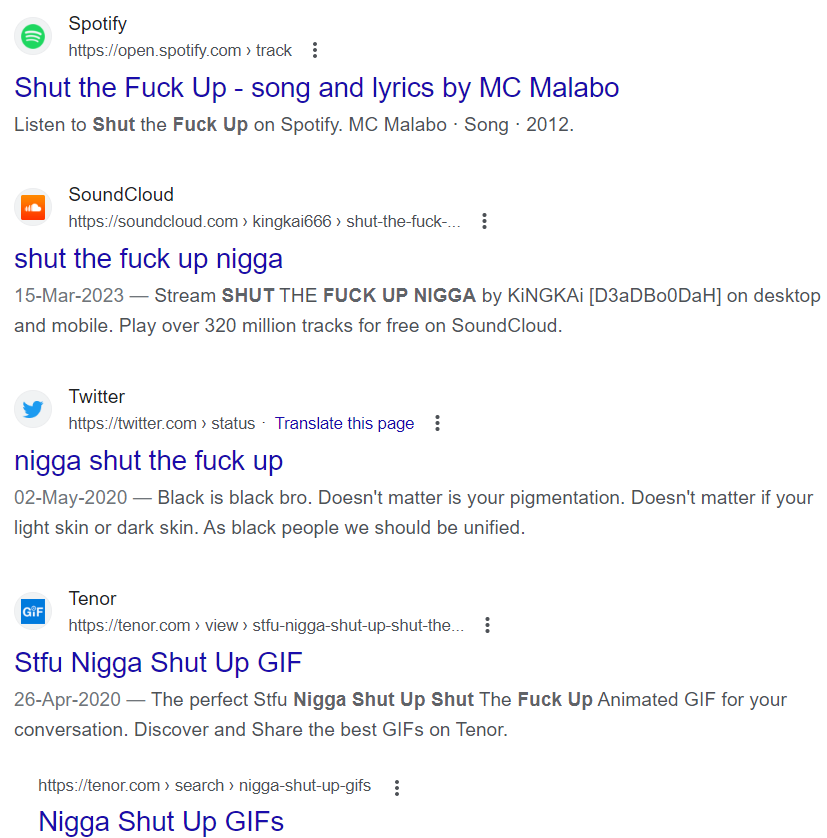 Spotify
https://open.spotify.com › track
Shut the Fuck Up - song and lyrics by MC Malabo
Listen to Shut the Fuck Up on Spotify. MC Malabo · Song · 2012.
SoundCloud
https://soundcloud.com › kingkai666 › shut-the-fuck-...
shut the fuck up nigga
15-Mar-2023 — Stream SHUT THE FUCK UP NIGGA by KiNGKAi [D3aDBo0DaH] on desktop
and mobile. Play over 320 million tracks for free on SoundCloud.
Twitter
https://twitter.com › status · Translate this page
nigga shut the fuck up
02-May-2020 — Black is black bro. Doesn't matter is your pigmentation. Doesn't matter if your
light skin or dark skin. As black people we should be unified.
GIF
Tenor
https://tenor.com › view › stfu-nigga-shut-up-shut-the...
Stfu Nigga Shut Up GIF
26-Apr-2020 — The perfect Stfu Nigga Shut Up Shut The Fuck Up Animated GIF for your
conversation. Discover and Share the best GIFs on Tenor.
https://tenor.com › search › nigga-shut-up-gifs
Nigga Shut Up GIFs